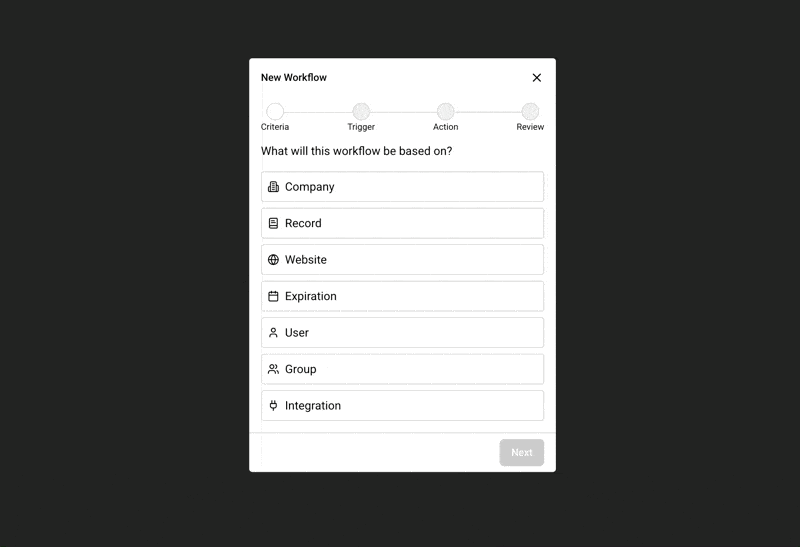 New Workflow
Criteria Trigger Action Review
What will this workflow be based on?
Company
Record
Website
Expiration
User
Group
Integration
Next